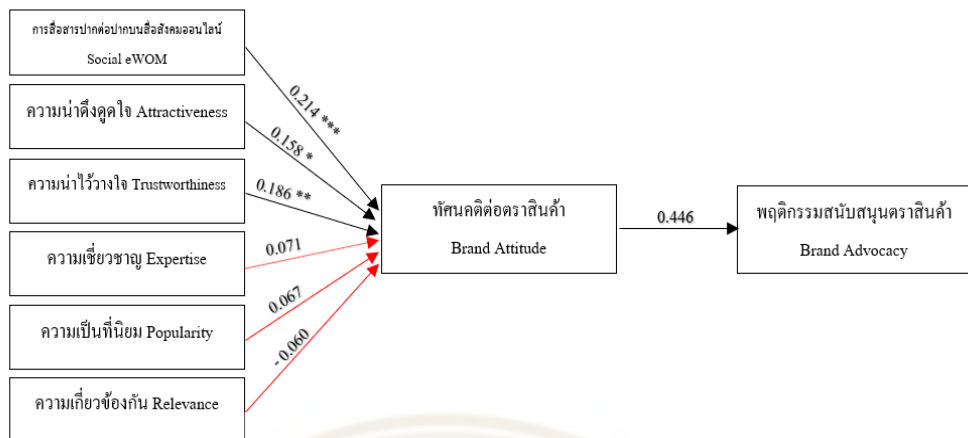 การสื่อสารปากต่อปากบนสื่อสังคมออนไลน์
Social eWOM
ความน่าดึงดูดใจ Attractiveness
ความน่าไว้วางใจ Trustworthiness
ความเชี่ยวชาญ Expertise
ความเป็นที่นิยม Popularity
ความเกี่ยวข้องกัน Relevance
0.214 ***
0.158 *
0.186 **
0.071
0.067
-0.060
ทัศนคติต่อตราสินค้า
Brand Attitude
0.446
พฤติกรรมสนับสนุนตราสินค้า
Brand Advocacy